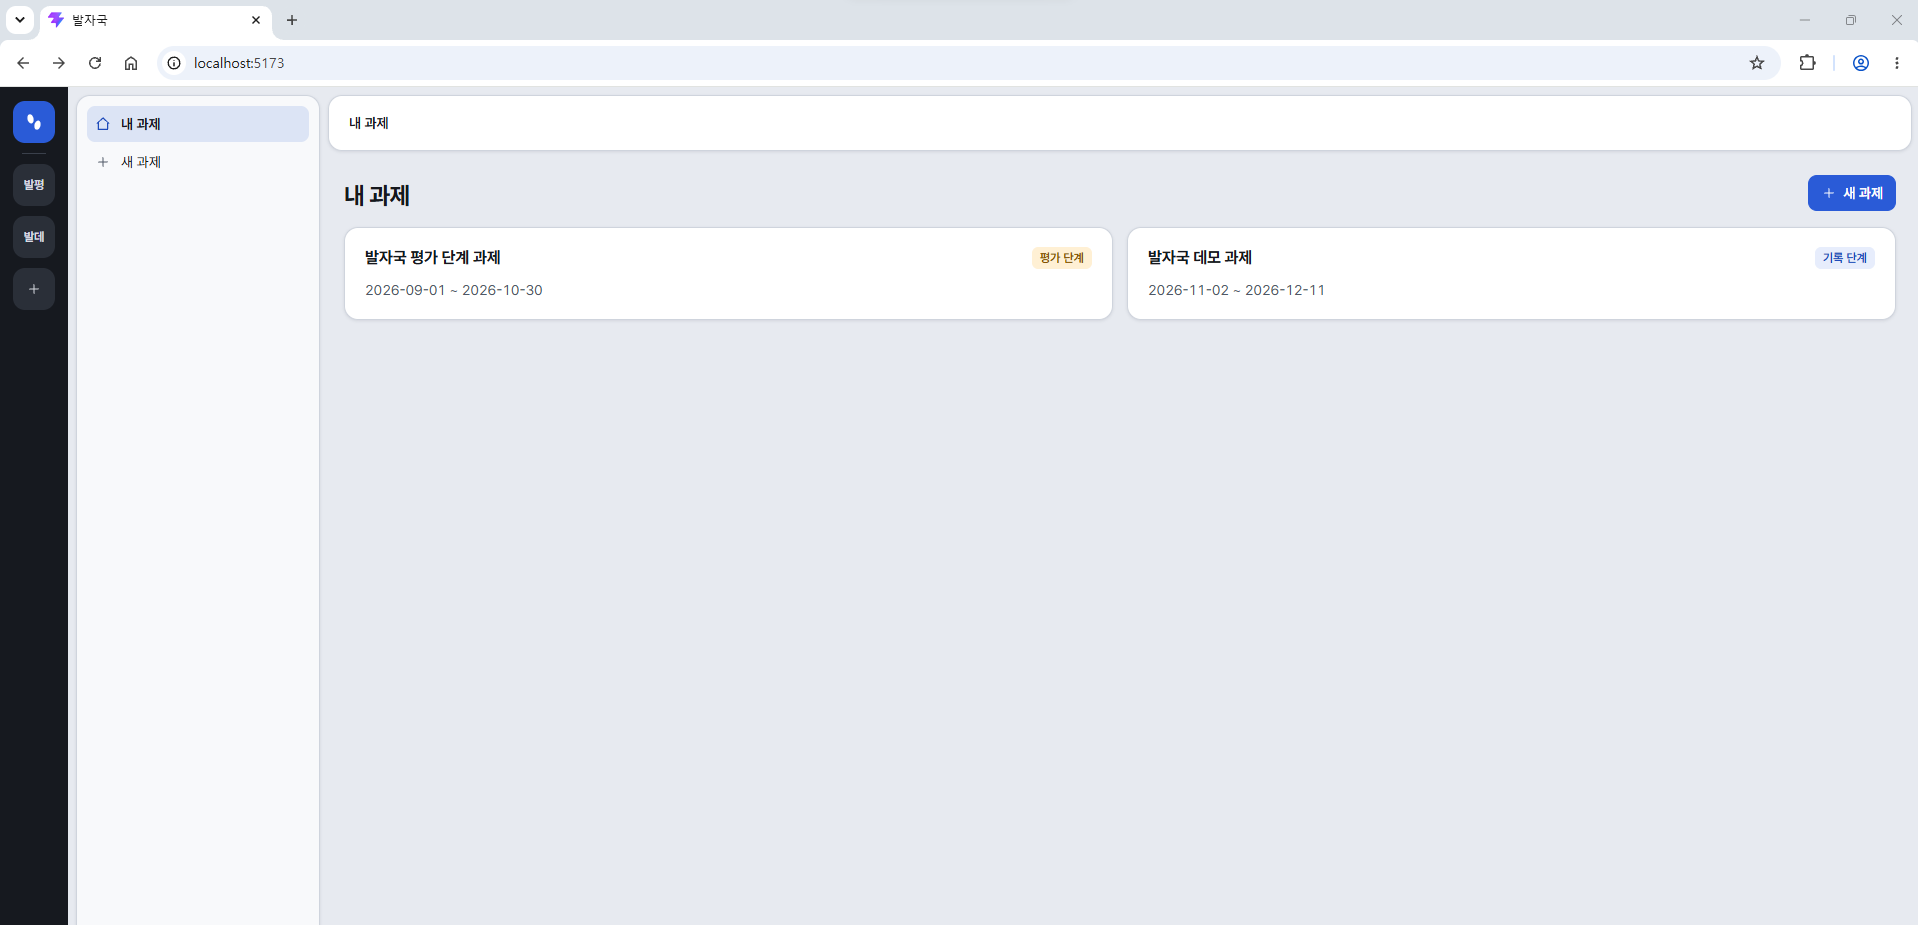 발자국
localhost:5173
발평
발데
내 과제
새 과제
내 과제
내 과제
새 과제
발자국 평가 단계 과제
평가 단계
2026-09-01 ~ 2026-10-30
발자국 데모 과제
기록 단계
2026-11-02 ~ 2026-12-11